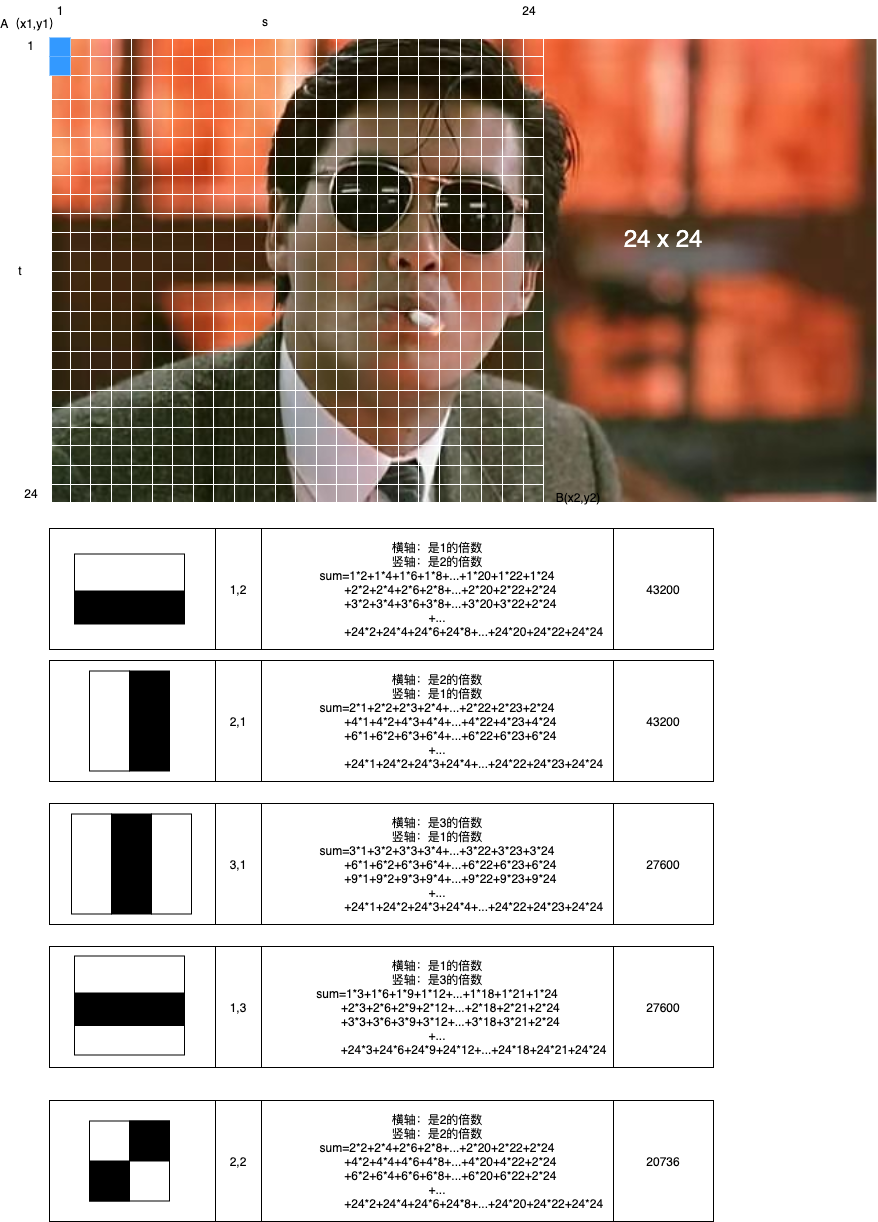 1
24
A（x1,y1）
s
1
24 x 24
t
24
B(x2,y2)
1,2
横轴：是1的倍数
竖轴：是2的倍数
sum=1*2+1*4+1*6+1*8+...+1*20+1*22+1*24
+2*2+2*4+2*6+2*8+...+2*20+2*22+2*24
+3*2+3*4+3*6+3*8+...+3*20+3*22+2*24
+...
+24*2+24*4+24*6+24*8+...+24*20+24*22+24*24
43200
2,1
横轴：是2的倍数
竖轴：是1的倍数
sum=2*1+2*2+2*3+2*4+...+2*22+2*23+2*24
+4*1+4*2+4*3+4*4+...+4*22+4*23+4*24
+6*1+6*2+6*3+6*4+...+6*22+6*23+6*24
+...
+24*1+24*2+24*3+24*4+...+24*22+24*23+24*24
43200
3,1
横轴：是3的倍数
竖轴：是1的倍数
sum=3*1+3*2+3*3+3*4+...+3*22+3*23+3*24
+6*1+6*2+6*3+6*4+...+6*22+6*23+6*24
+9*1+9*2+9*3+9*4+...+9*22+9*23+9*24
+...
+24*1+24*2+24*3+24*4+...+24*22+24*23+24*24
27600
1,3
横轴：是1的倍数
竖轴：是3的倍数
sum=1*3+1*6+1*9+1*12+...+1*18+1*21+1*24
+2*3+2*6+2*9+2*12+...+2*18+2*21+2*24
+3*3+3*6+3*9+3*12+...+3*18+3*21+2*24
+...
+24*3+24*6+24*9+24*12+...+24*18+24*21+24*24
27600
2,2
横轴：是2的倍数
竖轴：是2的倍数
sum=2*2+2*4+2*6+2*8+...+2*20+2*22+2*24
+4*2+4*4+4*6+4*8+...+4*20+4*22+2*24
+6*2+6*4+6*6+6*8+...+6*20+6*22+2*24
+...
+24*2+24*4+24*6+24*8+...+24*20+24*22+24*24
20736